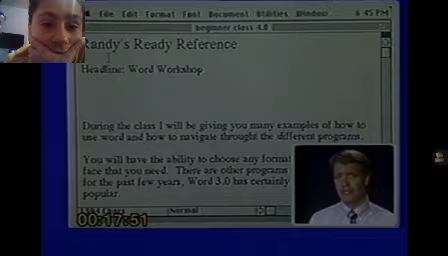 File Edit Format Font Document Utilities Window 6:45 PM
beginner class 4.0
Randy's Ready Reference
Headline: Word Workshop
During the class I will be giving you many examples of how to
use word and how to navigate throught the different programs.
You will have the ability to choose any format
face that you need. There are other programs
for the past few years, Word 3.0 has certainly
popular.
Normal
00:17:51